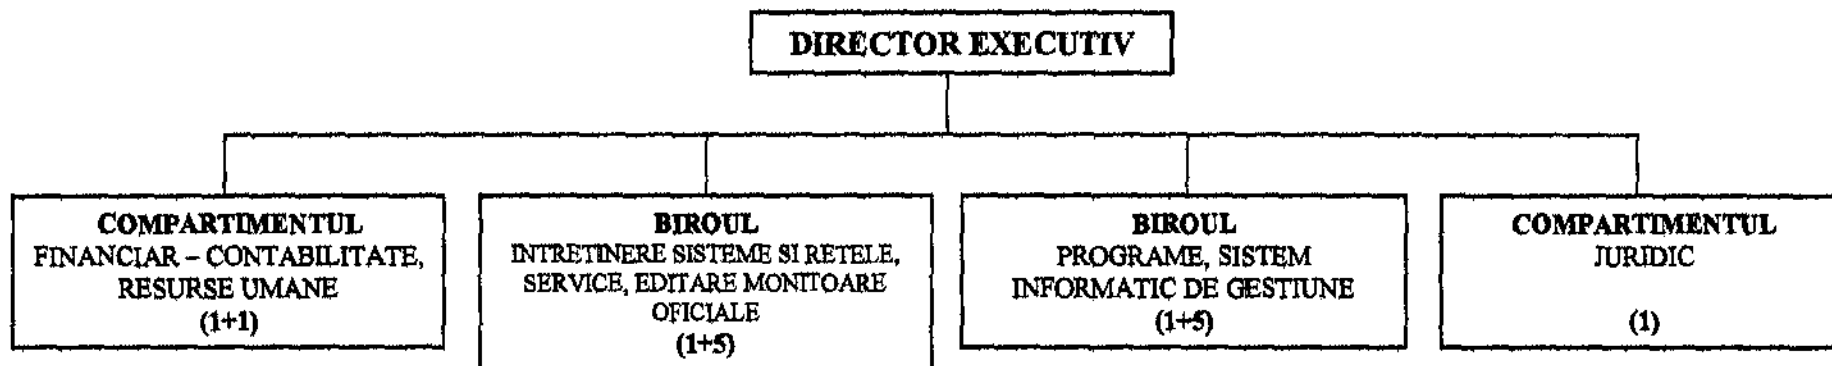 DIRECTOR EXECUTIV
COMPARTIMENTUL
FINANCIAR – CONTABILITATE,
RESURSE UMANE
(1+1)
BIROUL
INTRETINERE SISTEME SI RETELE,
SERVICE, EDITARE MONITOARE
OFICIALE
(1+5)
BIROUL
PROGRAME, SISTEM
INFORMATIC DE GESTIUNE
(1+5)
COMPARTIMENTUL
JURIDIC
(1)